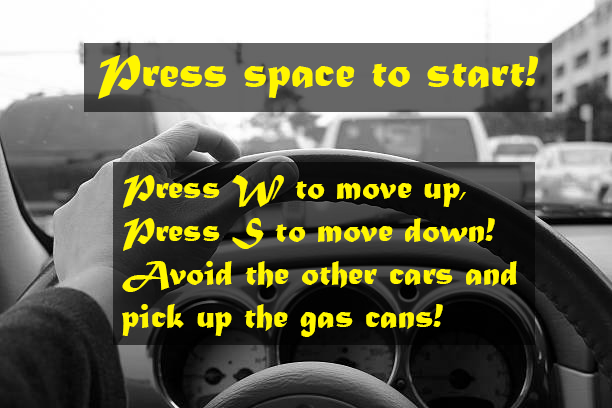 Press space to start!
Press W to move up,
Press S to move down!
Avoid the other cars and
pick up the gas cans!